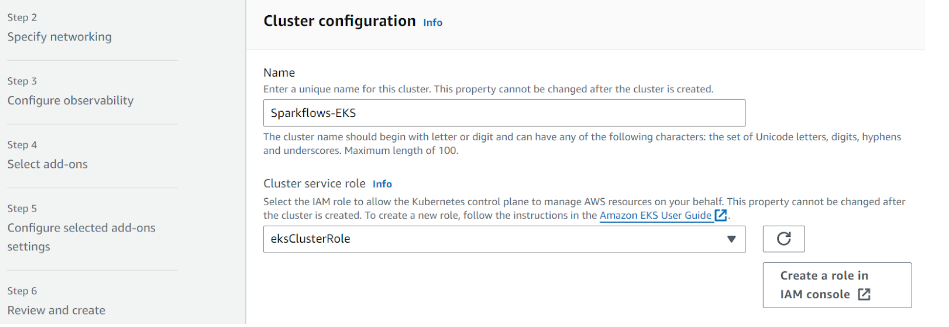 Step 2
Specify networking
Step 3
Configure observability
Step 4
Select add-ons
Step 5
Configure selected add-ons
settings
Step 6
Review and create
Cluster configuration Info
Name
Enter a unique name for this cluster. This property cannot be changed after the cluster is created.
Sparkflows-EKS
The cluster name should begin with letter or digit and can have any of the following characters: the set of Unicode letters, digits, hyphens
and underscores. Maximum length of 100.
Cluster service role Info
Select the IAM role to allow the Kubernetes control plane to manage AWS resources on your behalf. This property cannot be changed after
the cluster is created. To create a new role, follow the instructions in the Amazon EKS User Guide.
eksClusterRole
Create a role in
IAM console